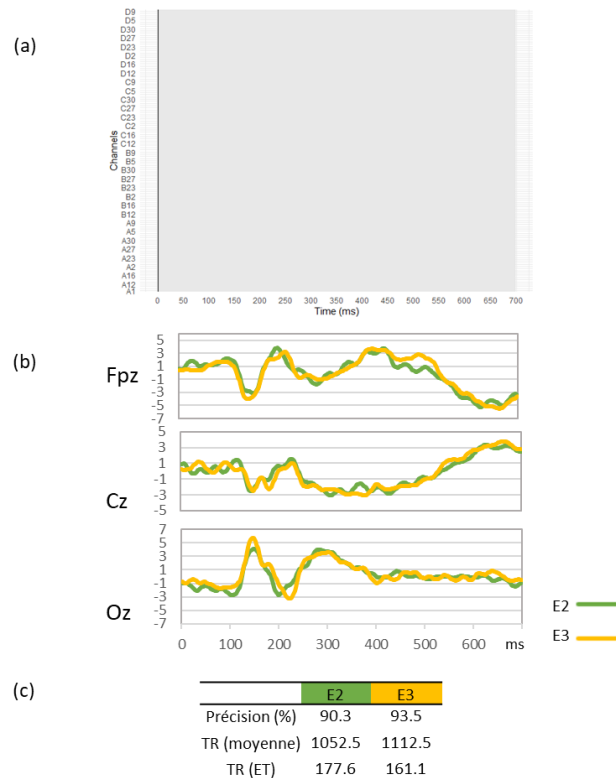 (a)
Channels
D9
D5
D30
D27
D23
D2
D16
D12
C9
C5
C30
C27
C23
C2
C16
C12
B9
B5
B30
B27
B23
B2
B16
B12
A9
A5
A30
A27
A23
A2
A16
A12
A1
0 50 100 150 200 250 300 350 400 450 500 550 600 650 700
Time (ms)
(b)
Fpz
5
3
1
-1
-3
-5
-7
Cz
5
3
1
-1
-3
-5
Oz
7
5
3
1
-1
-3
-5
-7
0 100 200 300 400 500 600 ms
E2
E3
(c)
E2 E3
Précision (%) 90.3 93.5
TR (moyenne) 1052.5 1112.5
TR (ET) 177.6 161.1